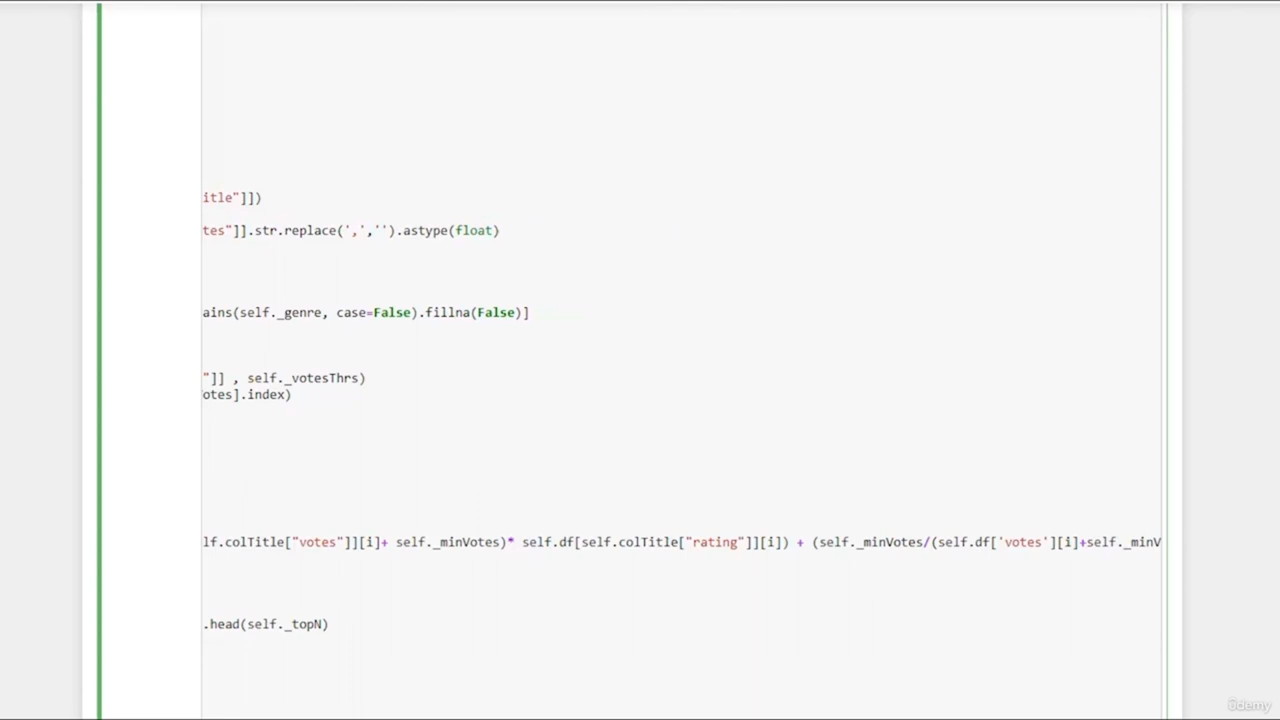 itle"]])
tes"]].str.replace(',','').astype(float)
ains(self._genre, case=False).fillna(False)]
"]] , self._votesThrs)
otes].index)
lf.colTitle["votes"]][i]+ self._minVotes)* self.df[self.colTitle["rating"]][i]) + (self._minVotes/(self.df['votes'][i]+self._minV
.head(self._topN)
ûdemy